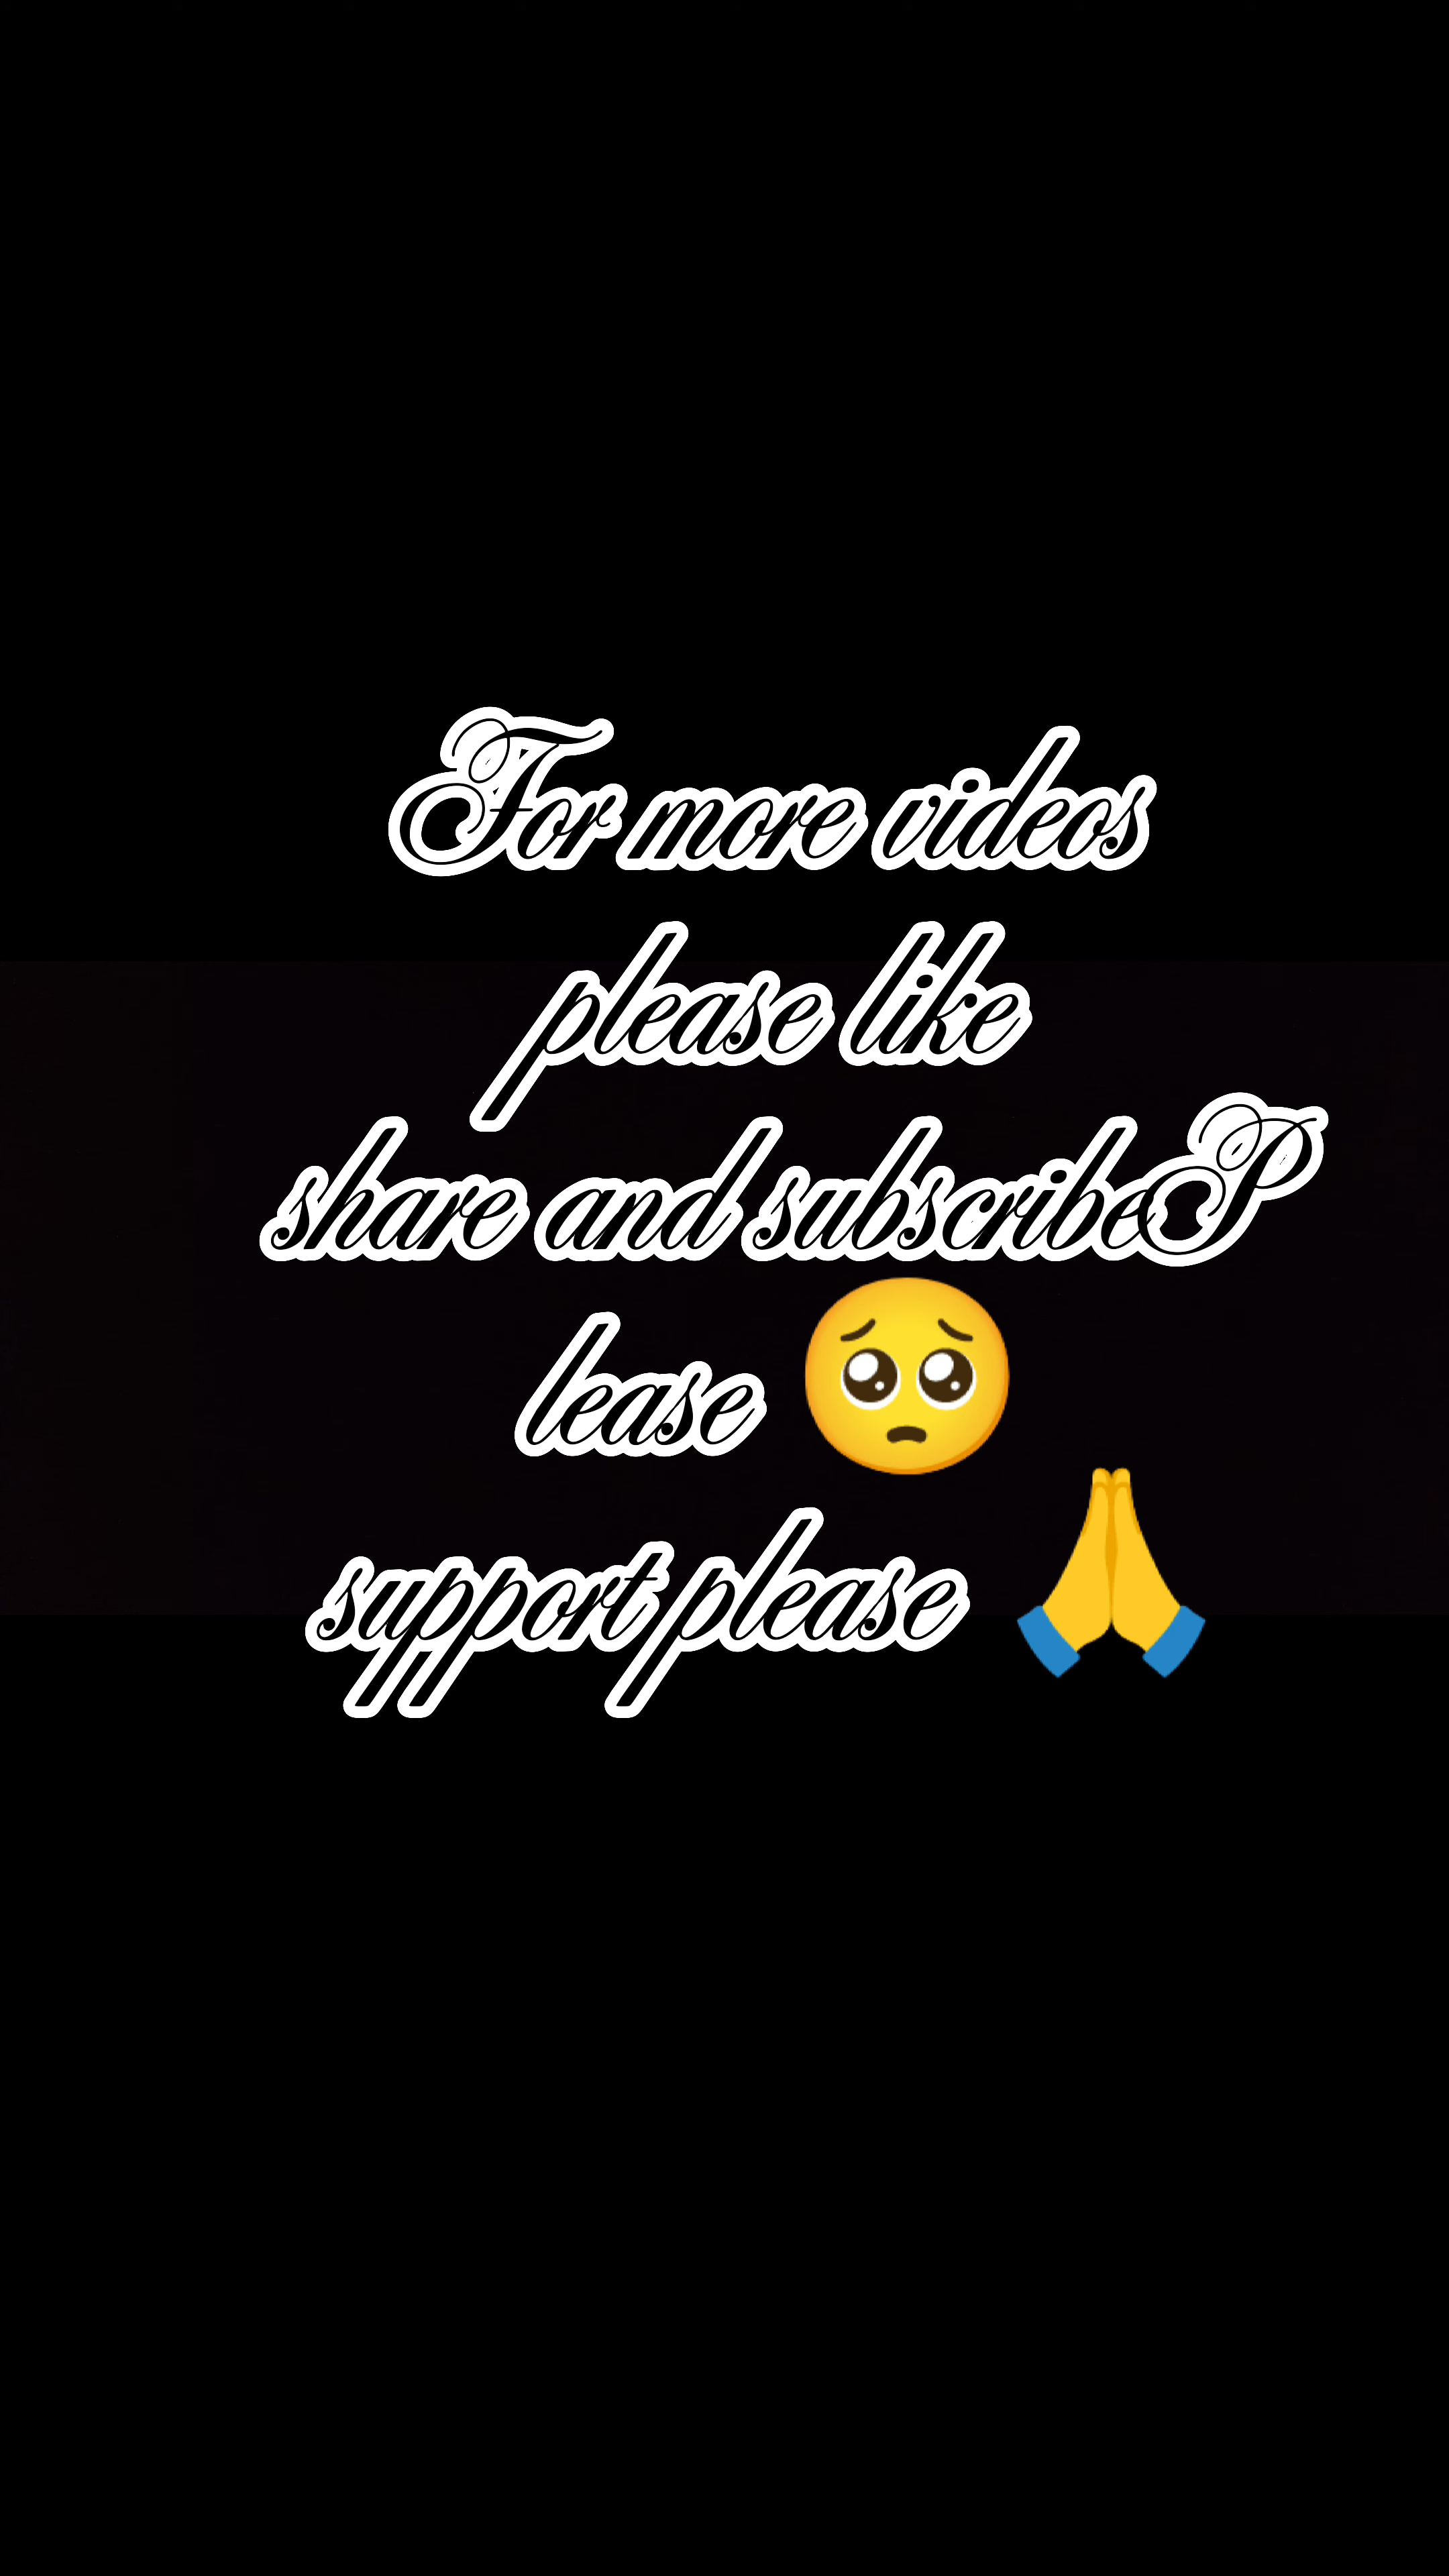 For more videos
please like
share and subscribeP
lease 🥺
support please 🙏